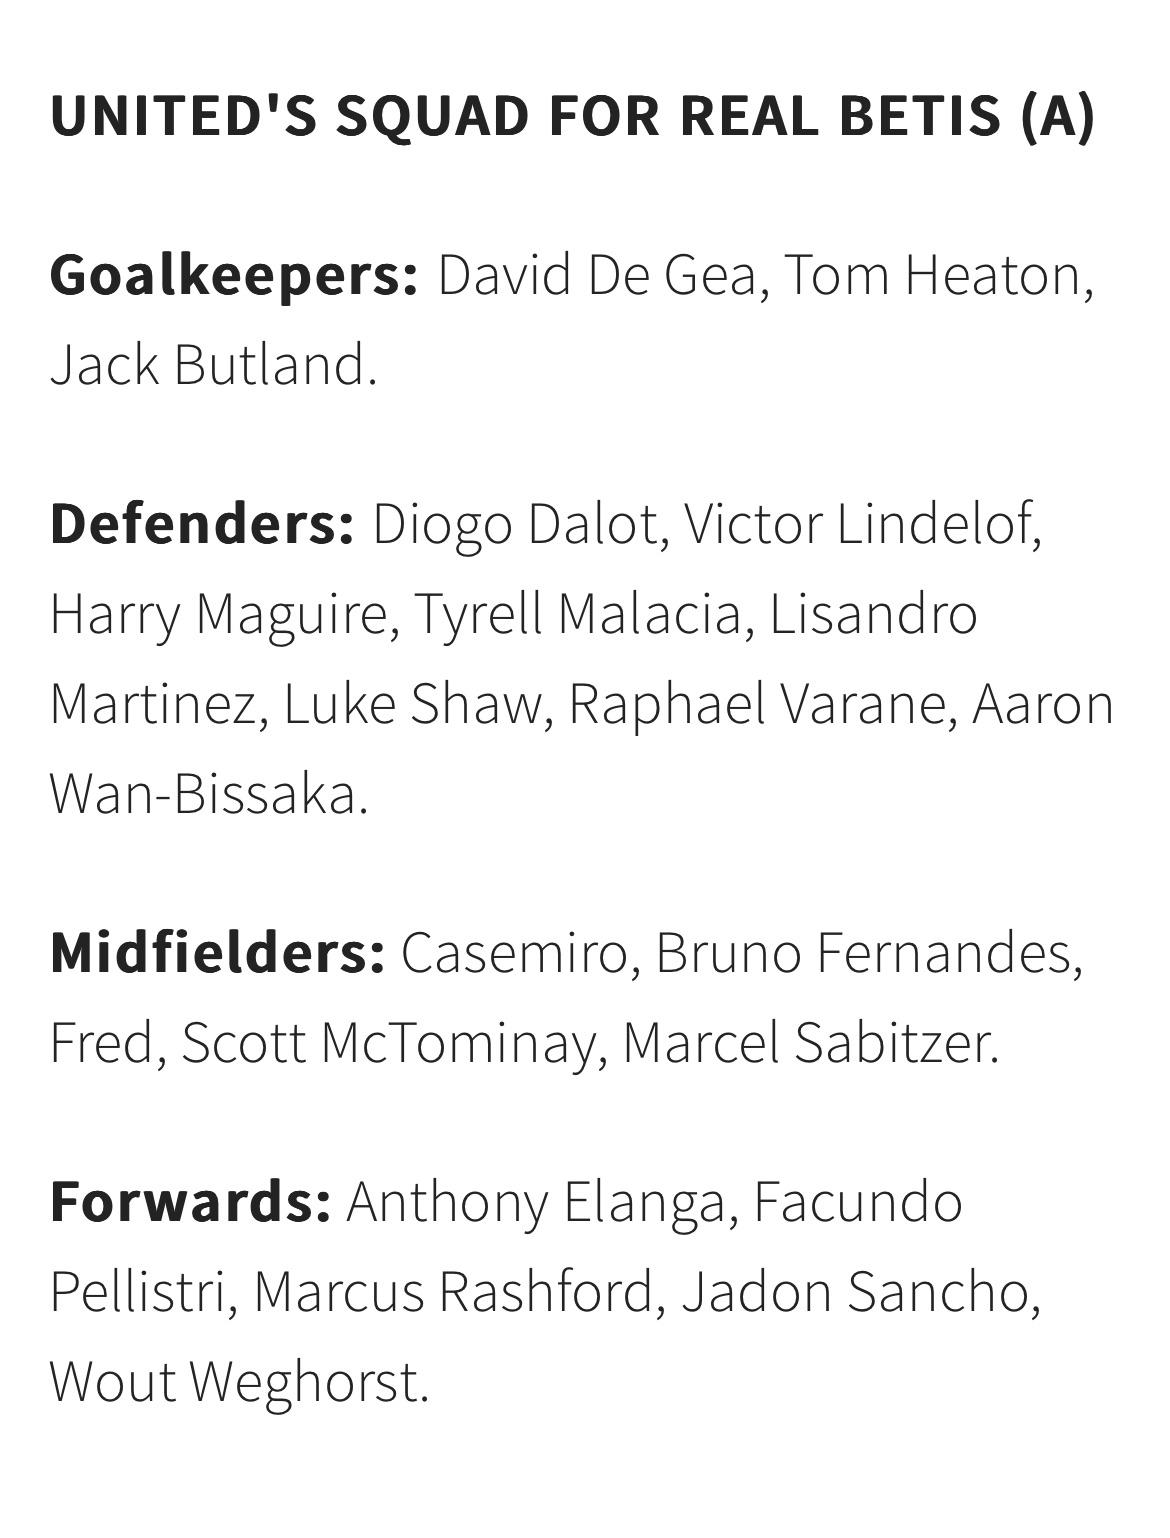 UNITED'S SQUAD FOR REAL BETIS (A)
Goalkeepers: David De Gea, Tom Heaton,
Jack Butland.
Defenders: Diogo Dalot, Victor Lindelof,
Harry Maguire, Tyrell Malacia, Lisandro
Martinez, Luke Shaw, Raphael Varane, Aaron
Wan-Bissaka.
Midfielders: Casemiro, Bruno Fernandes,
Fred, Scott McTominay, Marcel Sabitzer.
Forwards: Anthony Elanga, Facundo
Pellistri, Marcus Rashford, Jadon Sancho,
Wout Weghorst.